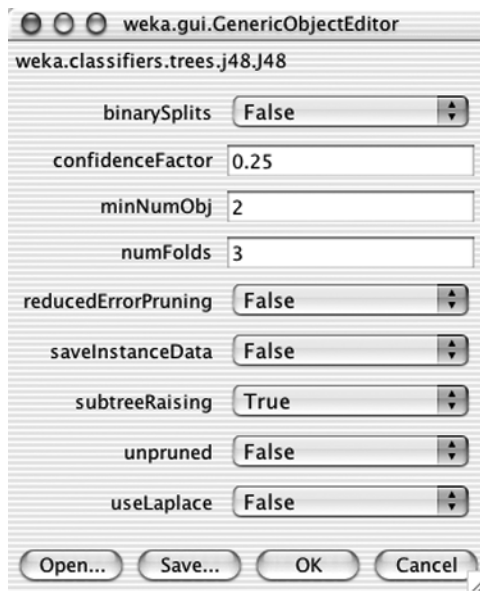 weka.gui.GenericObjectEditor
weka.classifiers.trees.j48.J48
binarySplits False
confidenceFactor 0.25
minNumObj 2
numFolds 3
reducedErrorPruning False
saveInstanceData False
subtreeRaising True
unpruned False
useLaplace False
Open... Save... OK Cancel